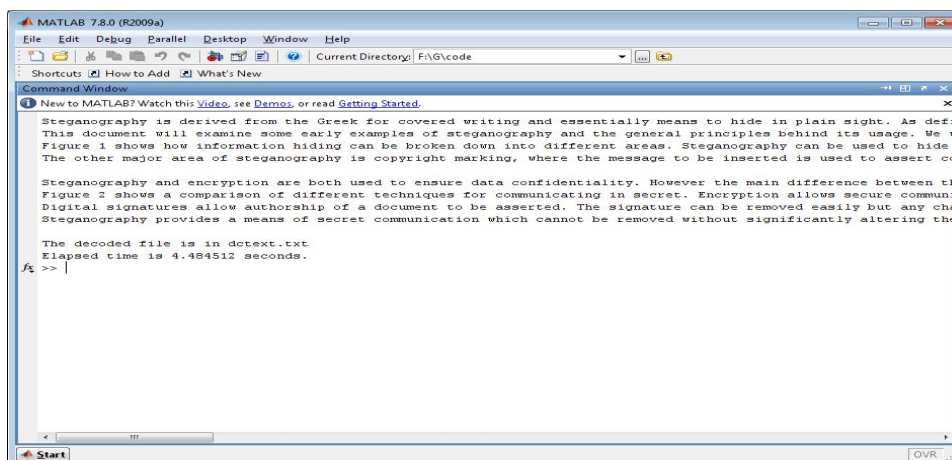 MATLAB 7.8.0 (R2009a)
File Edit Debug Parallel Desktop Window Help
Current Directory: F:\G\code
Shortcuts How to Add What's New
Command Window
New to MATLAB? Watch this Video, see Demos, or read Getting Started.
Steganography is derived from the Greek for covered writing and essentially means to hide in plain sight. As def
This document will examine some early examples of steganography and the general principles behind its usage. We
Figure 1 shows how information hiding can be broken down into different areas. Steganography can be used to hide
The other major area of steganography is copyright marking, where the message to be inserted is used to assert co
Steganography and encryption are both used to ensure data confidentiality. However the main difference between t
Figure 2 shows a comparison of different techniques for communicating in secret. Encryption allows secure commun
Digital signatures allow authorship of a document to be asserted. The signature can be removed easily but any cha
Steganography provides a means of secret communication which cannot be removed without significantly altering the
The decoded file is in dctext.txt
Elapsed time is 4.484512 seconds.
fx >>
Start OVR